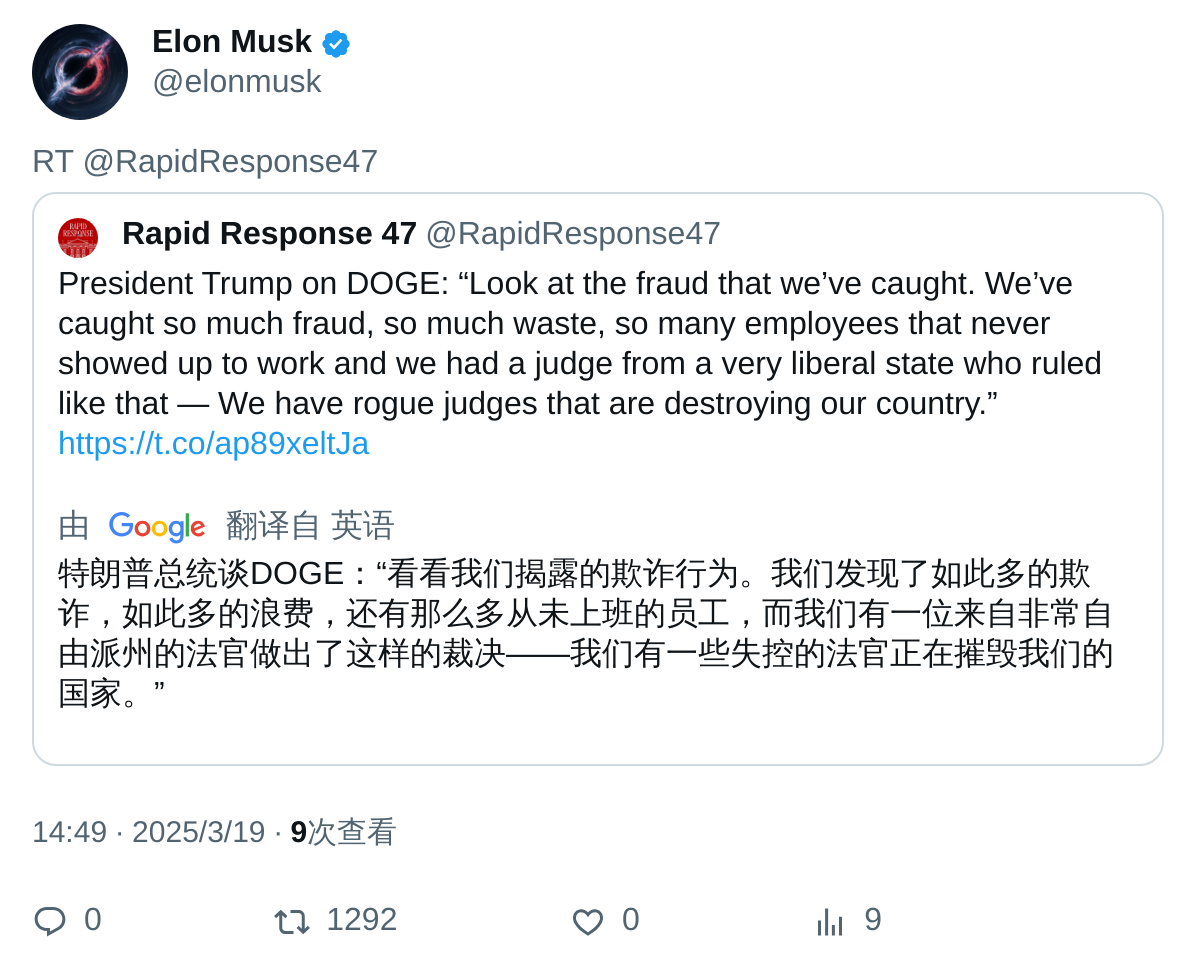 Elon Musk
@elonmusk
RT @RapidResponse47
RAPID
RESPONSE
Rapid Response 47 @RapidResponse47
President Trump on DOGE: “Look at the fraud that we’ve caught. We’ve
caught so much fraud, so much waste, so many employees that never
showed up to work and we had a judge from a very liberal state who ruled
like that — We have rogue judges that are destroying our country.”
https://t.co/ap89xeltJa
由 Google 翻译自 英语
特朗普总统谈DOGE：“看看我们揭露的欺诈行为。我们发现了如此多的欺
诈，如此多的浪费，还有那么多从未上班的员工，而我们有一位来自非常自
由派州的法官做出了这样的裁决——我们有一些失控的法官正在摧毁我们的
国家。”
14:49 · 2025/3/19 · 9次查看
0 1292 0 9